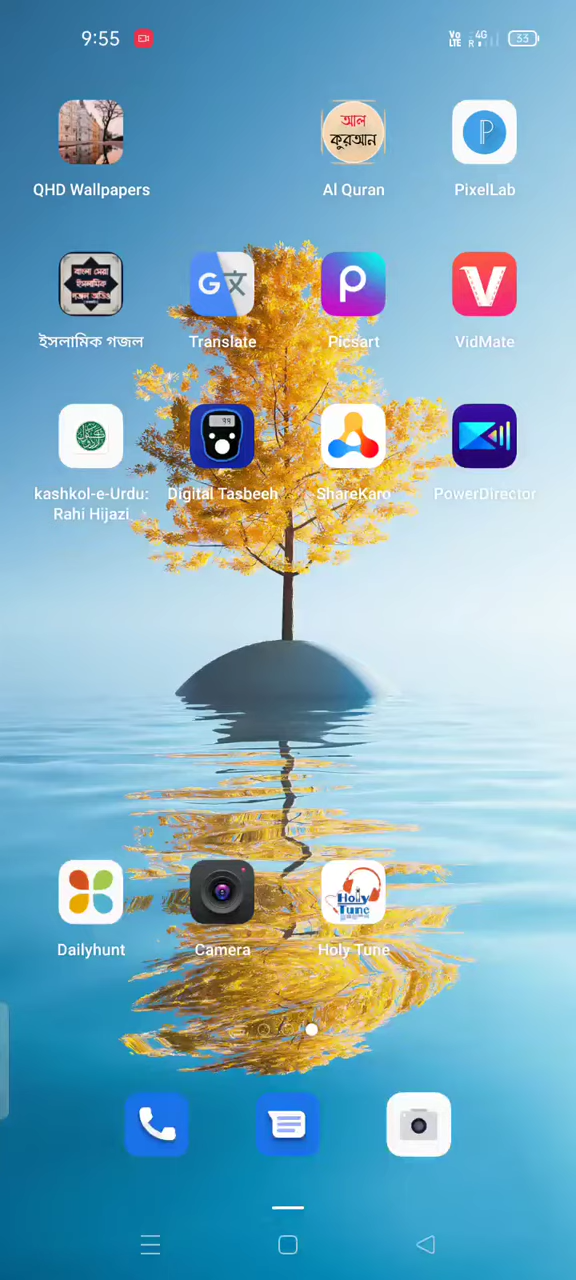 9:55
Vo LTE 4G R 33
আল
কুরআন
QHD Wallpapers
Al Quran
PixelLab
ইসলামিক গজল
Translate
Picsart
VidMate
kashkol-e-Urdu:
Rahi Hijazi
Digital Tasbeeh
ShareKaro
PowerDirector
Holy
Tune
Dailyhunt
Camera
Holy Tune